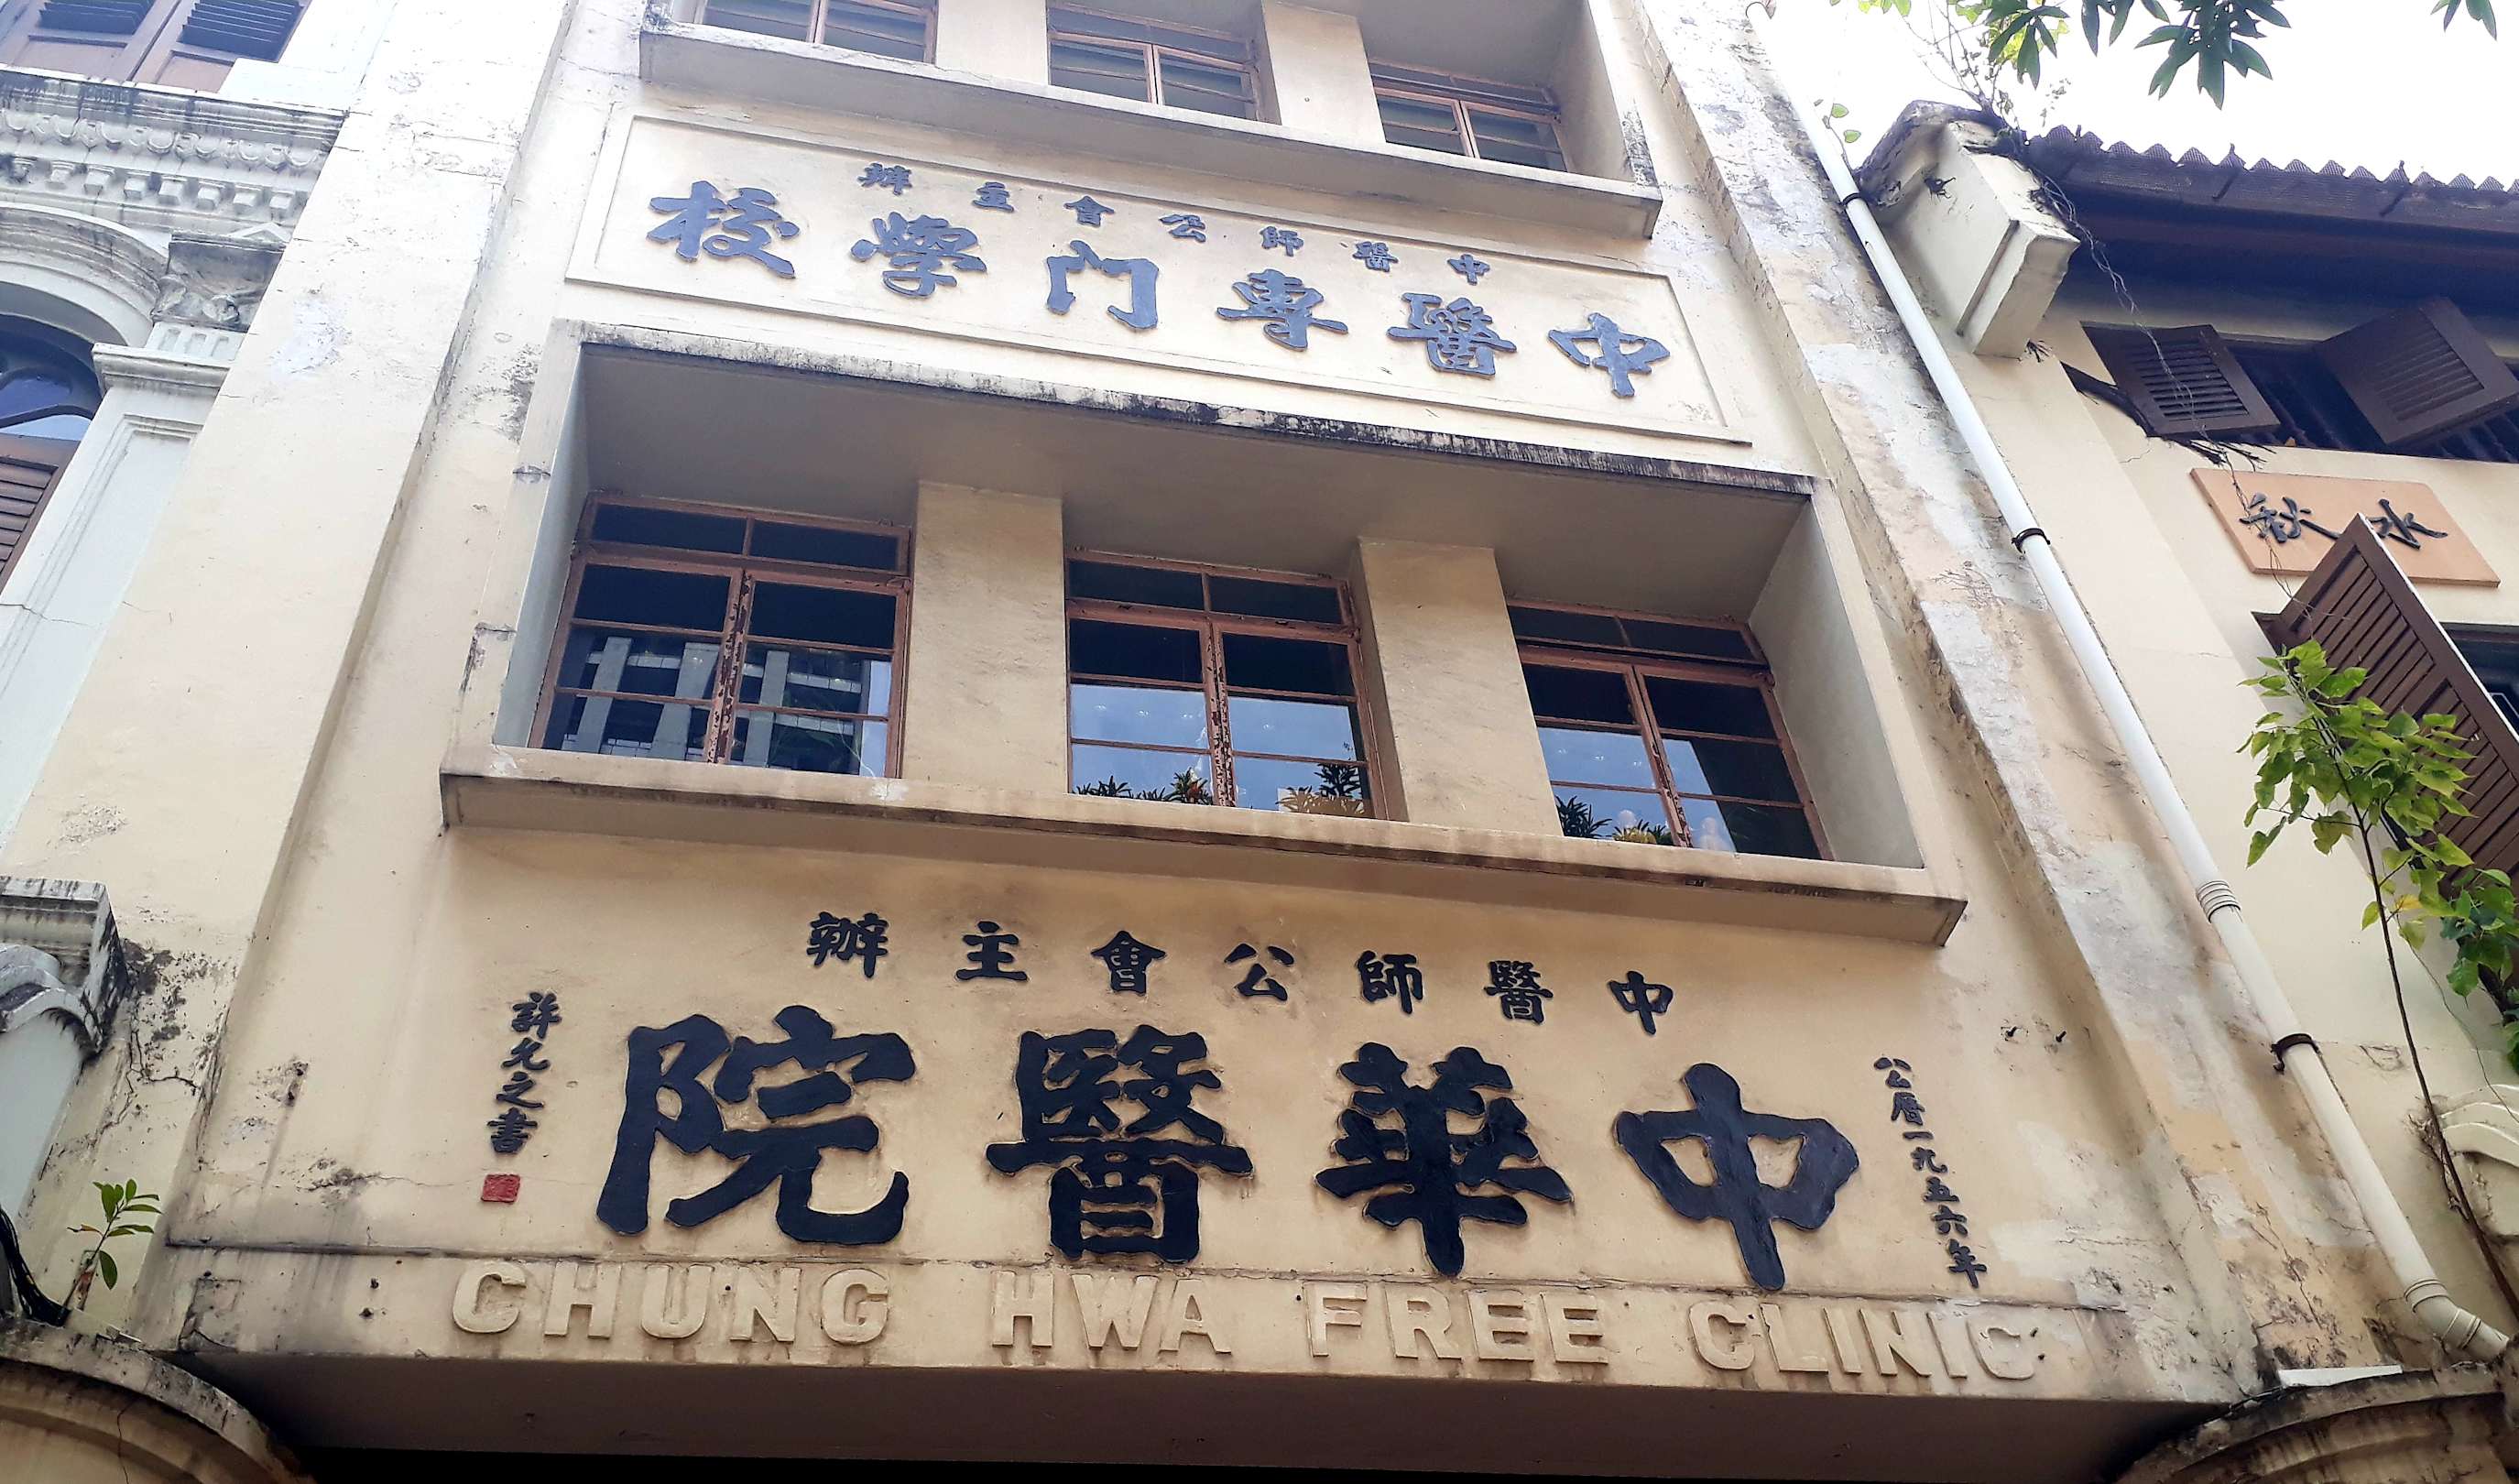 中醫師公會主辦
中醫專門學校
水秋
中醫師公會主辦
公曆一九五六年
中華醫院
許允之書
CHUNG HWA FREE CLINIC